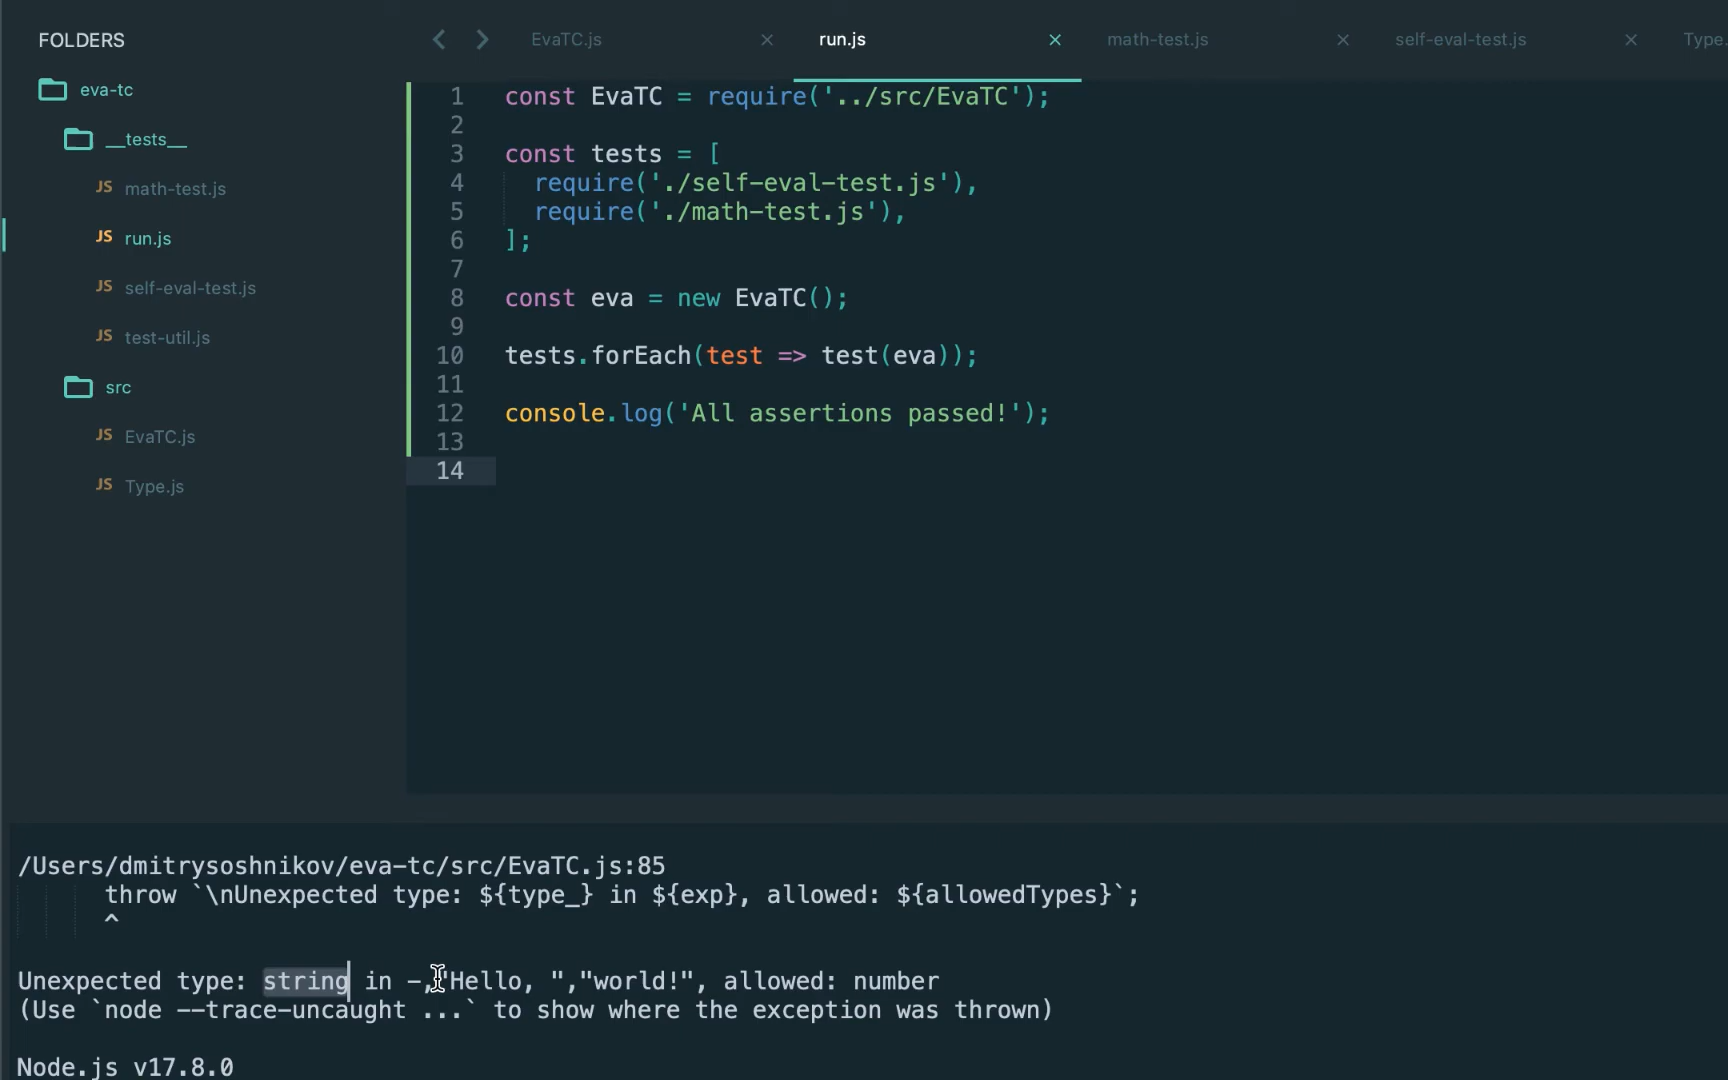 FOLDERS
eva-tc
__tests__
JS math-test.js
JS run.js
JS self-eval-test.js
JS test-util.js
src
JS EvaTC.js
JS Type.js
EvaTC.js × run.js × math-test.js × self-eval-test.js × Type.
1 const EvaTC = require('../src/EvaTC');
2
3 const tests = [
4 require('./self-eval-test.js'),
5 require('./math-test.js'),
6 ];
7
8 const eva = new EvaTC();
9
10 tests.forEach(test => test(eva));
11
12 console.log('All assertions passed!');
13
14
/Users/dmitrysoshnikov/eva-tc/src/EvaTC.js:85
throw `\nUnexpected type: ${type_} in ${exp}, allowed: ${allowedTypes}`;
^
Unexpected type: string in -,"Hello, ","world!", allowed: number
(Use `node --trace-uncaught ...` to show where the exception was thrown)
Node.js v17.8.0